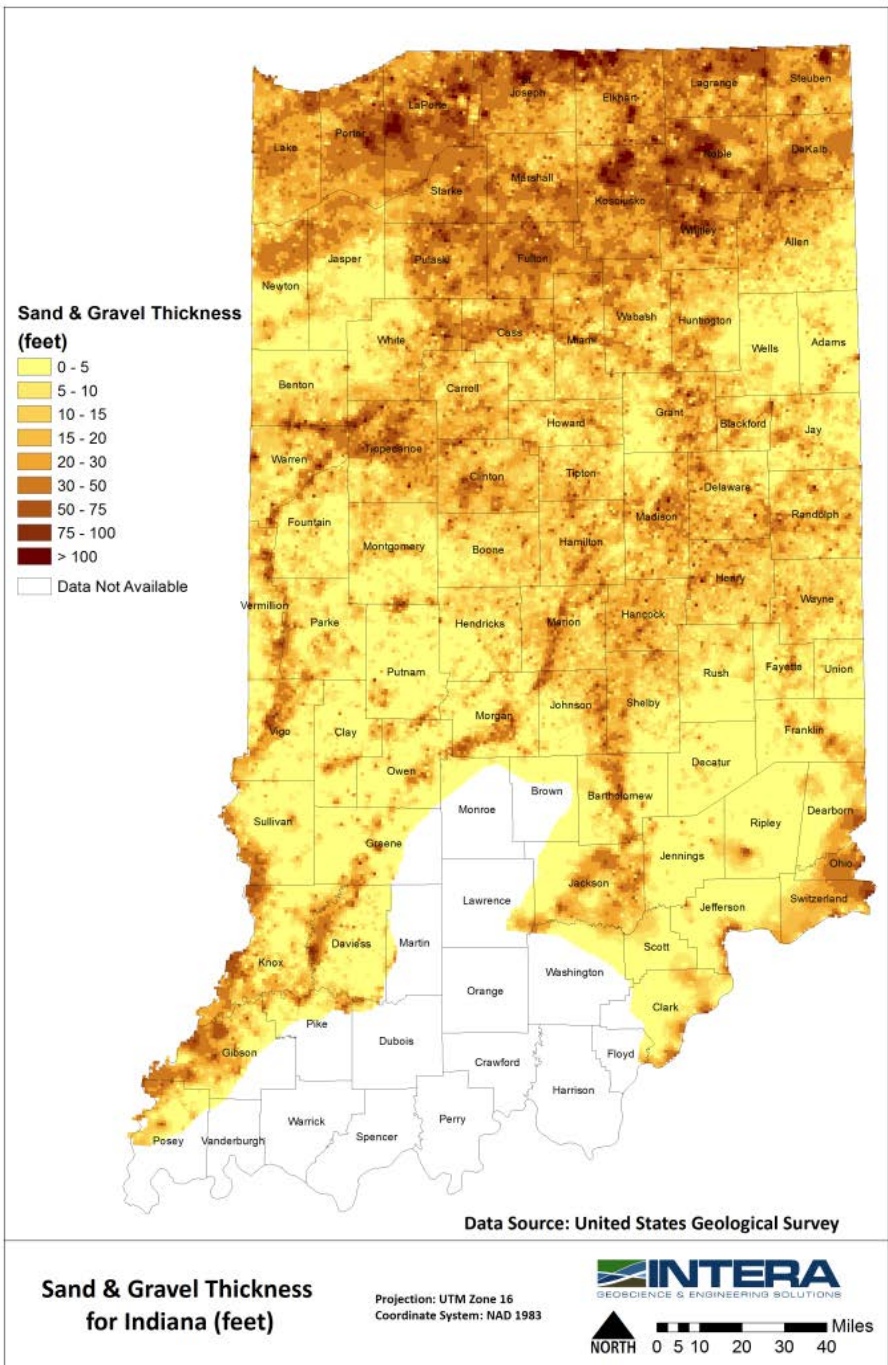 Steuben
Lagrange
LaPorte
Joseph
Elkhart
Porter
Lake
Noble
DeKalb
Marshall
Starke
Kosciusko
Whitley
Allen
Jasper
Pulaski
Fulton
Newton
Sand & Gravel Thickness
(feet)
0 - 5
5 - 10
10 - 15
15 - 20
20 - 30
30 - 50
50 - 75
75 - 100
> 100
Data Not Available
Wabash
Huntington
White
Cass
Miami
Wells
Adams
Benton
Carroll
Grant
Howard
Blackford
Jay
Tippecanoe
Warren
Clinton
Tipton
Delaware
Fountain
Madison
Randolph
Montgomery
Boone
Hamilton
Henry
Vermillion
Parke
Hendricks
Marion
Hancock
Wayne
Putnam
Rush
Fayette
Union
Johnson
Shelby
Morgan
Vigo
Clay
Franklin
Owen
Decatur
Brown
Bartholomew
Monroe
Sullivan
Ripley
Dearborn
Greene
Jennings
Ohio
Jackson
Lawrence
Jefferson
Switzerland
Daviess
Martin
Scott
Knox
Washington
Orange
Clark
Pike
Dubois
Gibson
Crawford
Floyd
Harrison
Warrick
Perry
Posey
Vanderburgh
Spencer
Data Source: United States Geological Survey
Sand & Gravel Thickness
for Indiana (feet)
Projection: UTM Zone 16
Coordinate System: NAD 1983
INTERA
GEOSCIENCE & ENGINEERING SOLUTIONS
NORTH
0 5 10 20 30 40 Miles